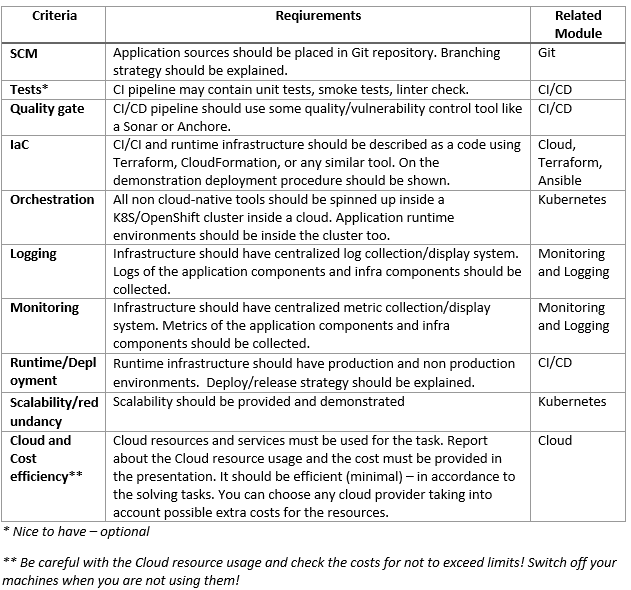 Criteria
Reqiurements
Related
Module
SCM
Application sources should be placed in Git repository. Branching
strategy should be explained.
Git
Tests*
CI pipeline may contain unit tests, smoke tests, linter check.
CI/CD
Quality gate
CI/CD pipeline should use some quality/vulnerability control tool like
a Sonar or Anchore.
CI/CD
IaC
CI/CI and runtime infrastructure should be described as a code using
Terraform, CloudFormation, or any similar tool. On the
demonstration deployment procedure should be shown.
Cloud,
Terraform,
Ansible
Orchestration
All non cloud-native tools should be spinned up inside a
K8S/OpenShift cluster inside a cloud. Application runtime
environments should be inside the cluster too.
Kubernetes
Logging
Infrastructure should have centralized log collection/display system.
Logs of the application components and infra components should be
collected.
Monitoring
and Logging
Monitoring
Infrastructure should have centralized metric collection/display
system. Metrics of the application components and infra
components should be collected.
Monitoring
and Logging
Runtime/Depl
oyment
Runtime infrastructure should have production and non production
environments.  Deploy/release strategy should be explained.
CI/CD
Scalability/red
undancy
Scalability should be provided and demonstrated
Kubernetes
Cloud and
Cost
efficiency**
Cloud resources and services must be used for the task. Report
about the Cloud resource usage and the cost must be provided in
the presentation. It should be efficient (minimal) – in accordance to
the solving tasks. You can choose any cloud provider taking into
account possible extra costs for the resources.
Cloud
* Nice to have – optional
** Be careful with the Cloud resource usage and check the costs for not to exceed limits! Switch off your
machines when you are not using them!